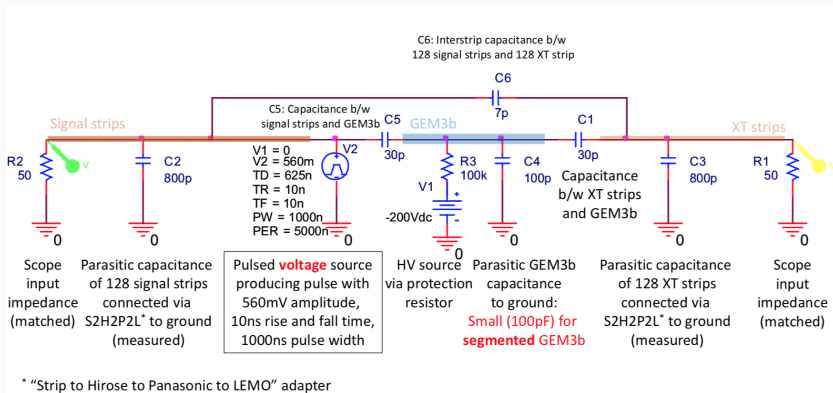 C6: Interstrip capacitance b/w
128 signal strips and 128 XT strip
C6
7p
Signal strips
C5: Capacitance b/w
signal strips and GEM3b
C5
30p
GEM3b
C1
30p
XT strips
R2
50
V
C2
800p
V1 = 0
V2 = 560m
TD = 625n
TR = 10n
TF = 10n
PW = 1000n
PER = 5000n
V2
R3
100k
V1
-200Vdc
C4
100p
Capacitance
b/w XT strips
and GEM3b
C3
800p
R1
50
V
0
0
0
0
0
0
0
Scope
input
impedance
(matched)
Parasitic capacitance
of 128 signal strips
connected via
S2H2P2L* to ground
(measured)
Pulsed voltage source
producing pulse with
560mV amplitude,
10ns rise and fall time,
1000ns pulse width
HV source
via protection
resistor
Parasitic GEM3b
capacitance
to ground:
Small (100pF) for
segmented GEM3b
Parasitic capacitance
of 128 XT strips
connected via
S2H2P2L* to ground
(measured)
Scope
input
impedance
(matched)
* "Strip to Hirose to Panasonic to LEMO" adapter